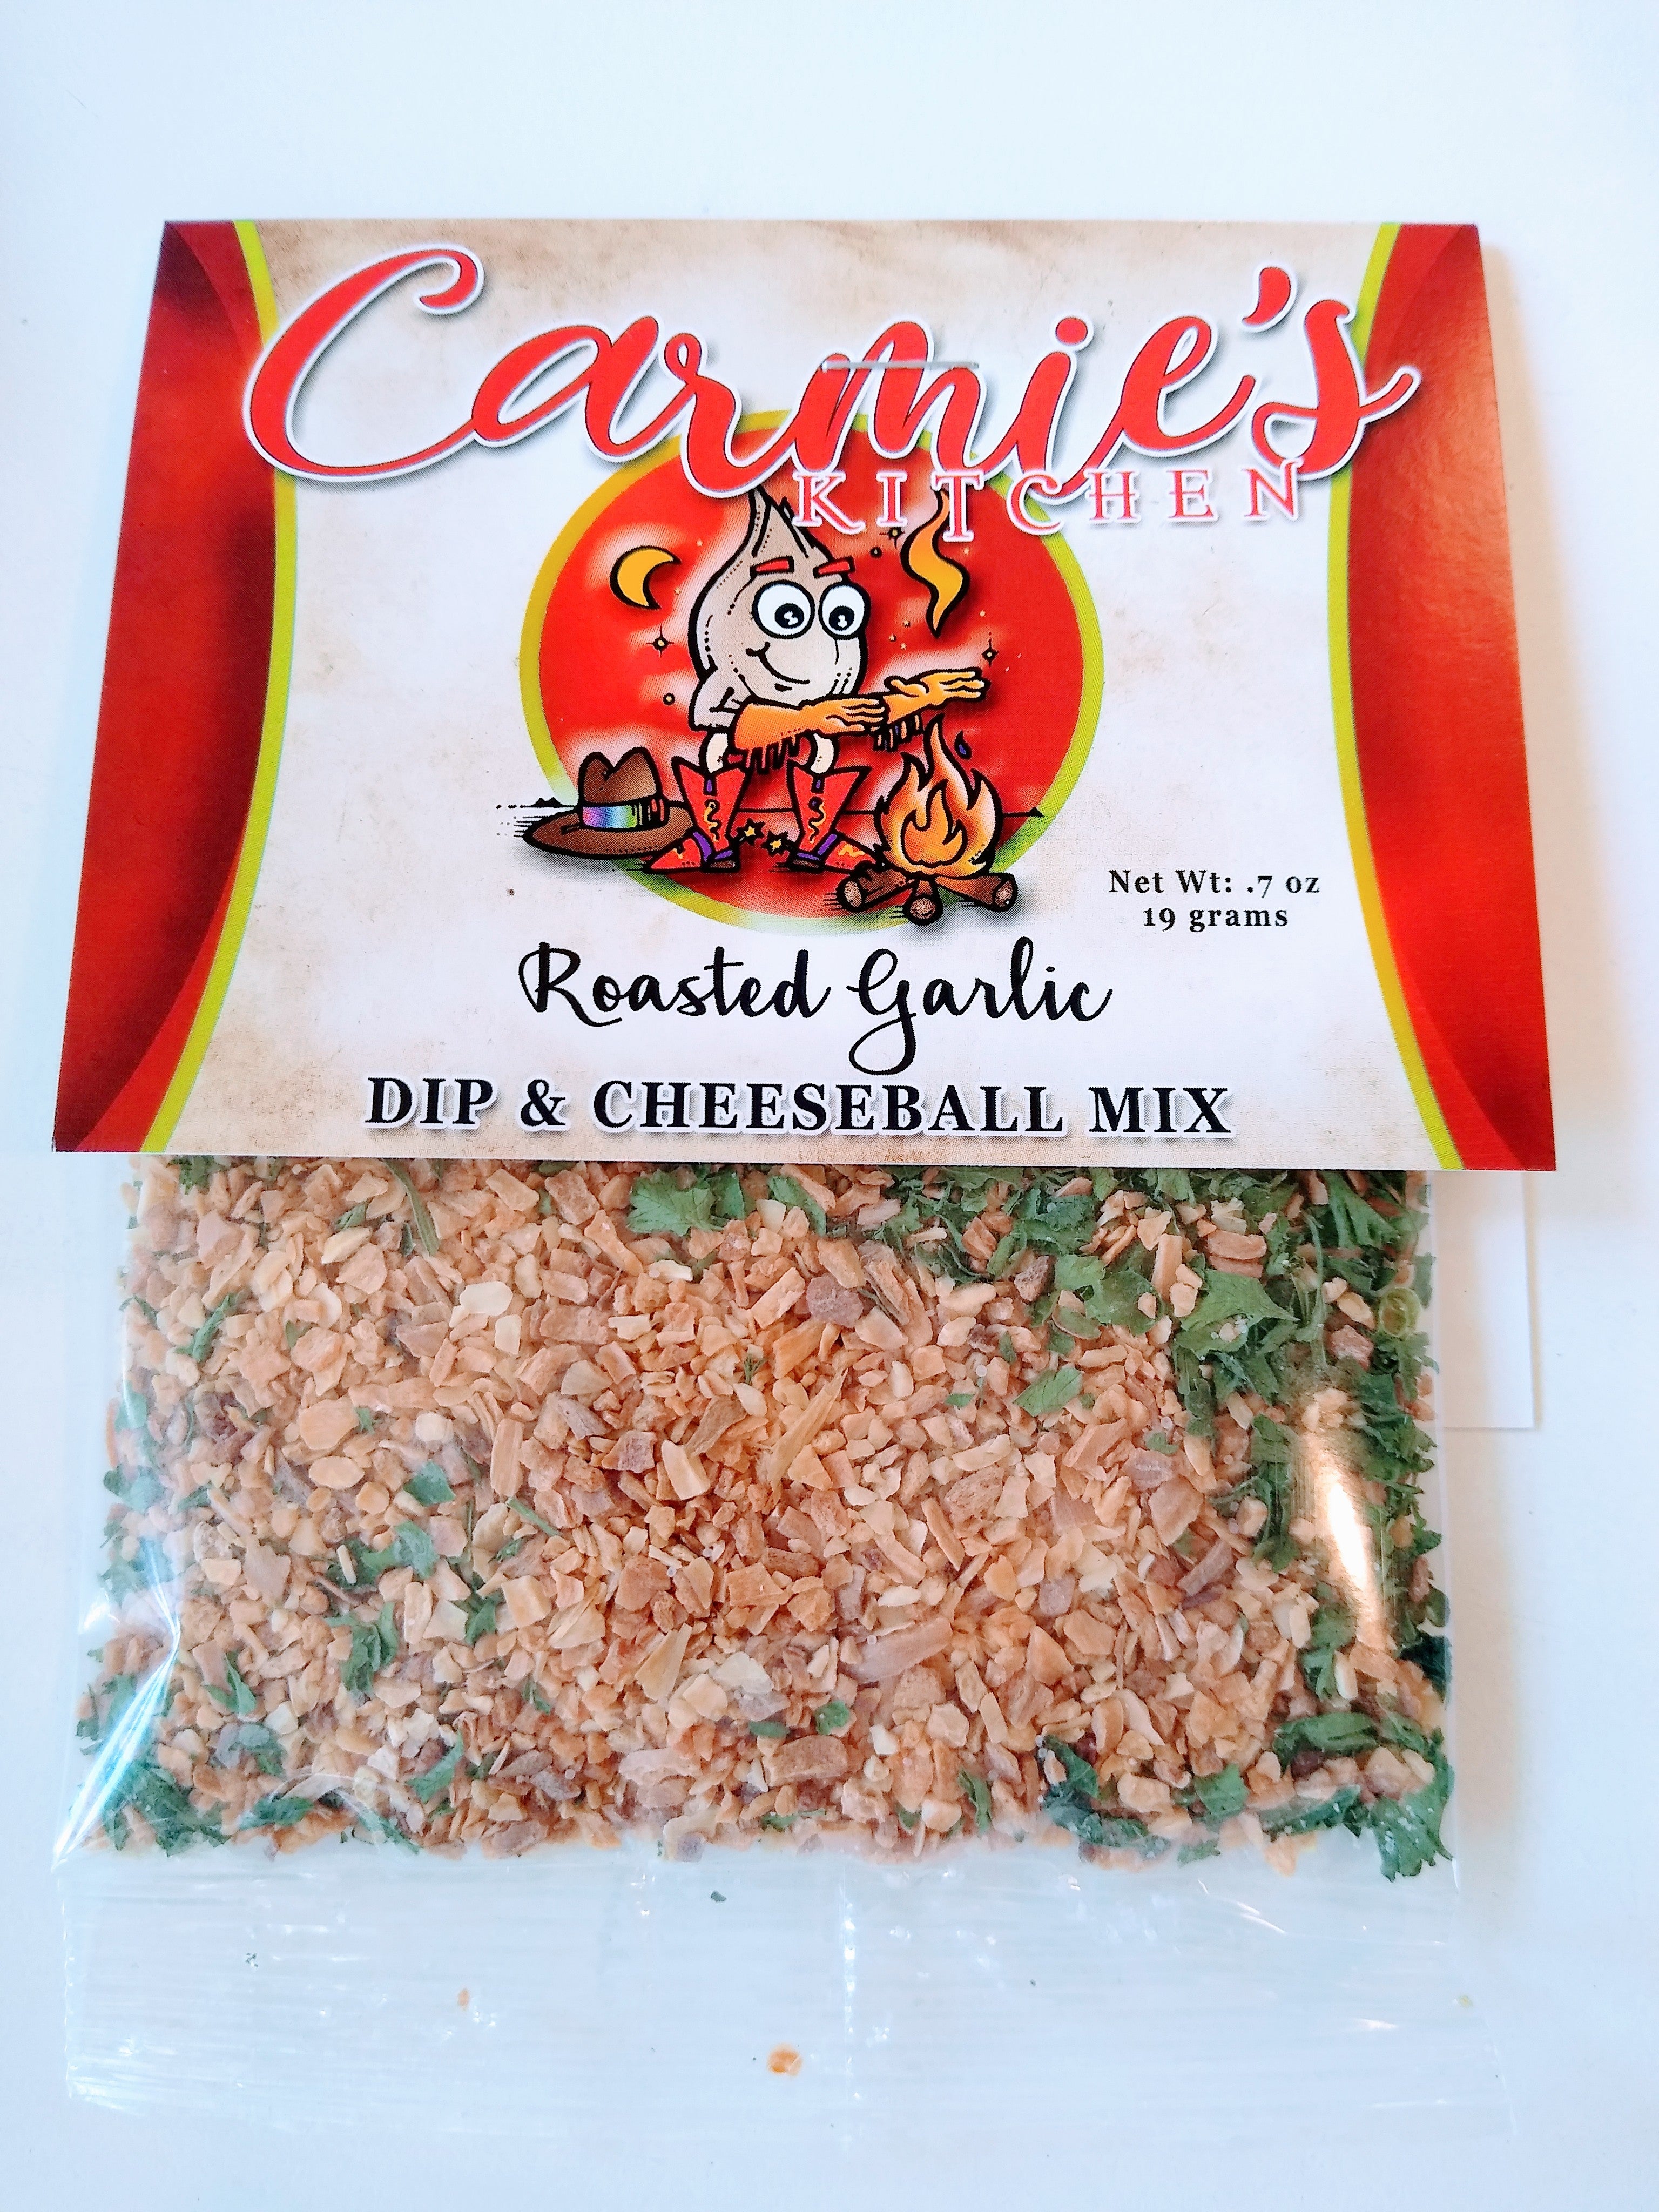 Carmie's
KITCHEN
Net Wt: .7 oz
19 grams
Roasted Garlic
DIP & CHEESEBALL MIX